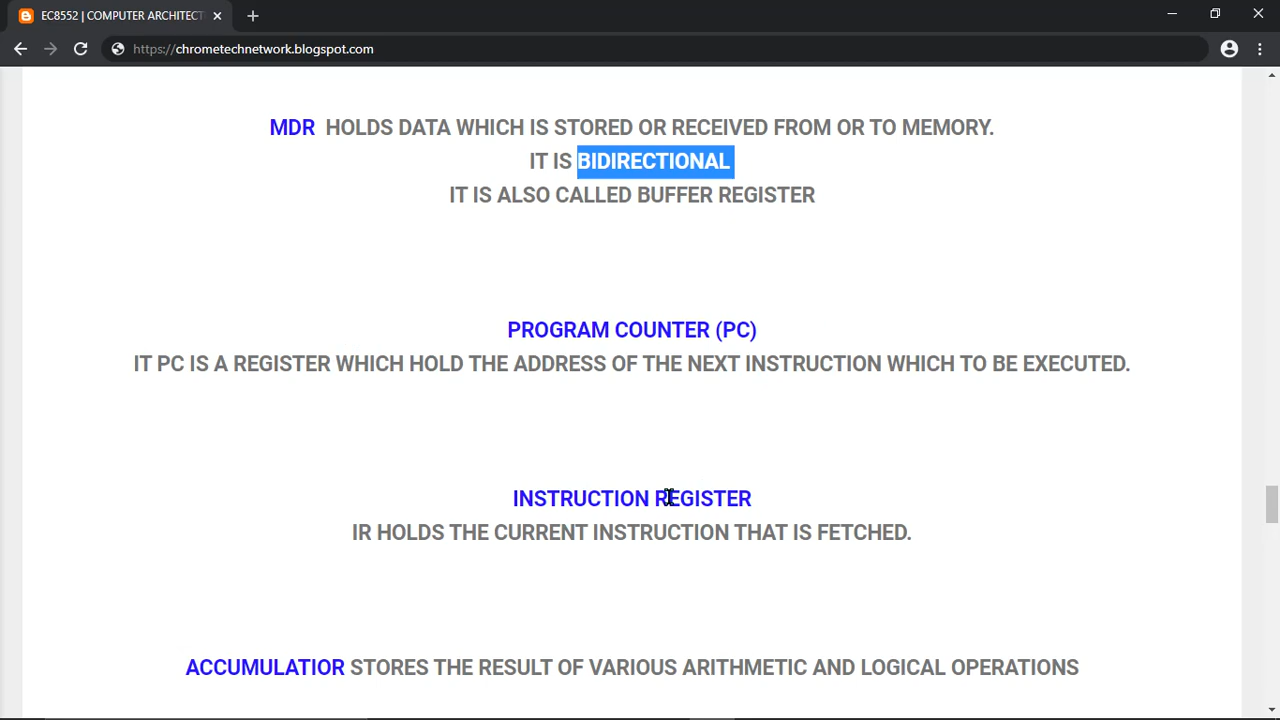 EC8552 | COMPUTER ARCHITECT
https://chrometechnetwork.blogspot.com
MDR HOLDS DATA WHICH IS STORED OR RECEIVED FROM OR TO MEMORY.
IT IS BIDIRECTIONAL
IT IS ALSO CALLED BUFFER REGISTER
PROGRAM COUNTER (PC)
IT PC IS A REGISTER WHICH HOLD THE ADDRESS OF THE NEXT INSTRUCTION WHICH TO BE EXECUTED.
INSTRUCTION REGISTER
IR HOLDS THE CURRENT INSTRUCTION THAT IS FETCHED.
ACCUMULATIOR STORES THE RESULT OF VARIOUS ARITHMETIC AND LOGICAL OPERATIONS